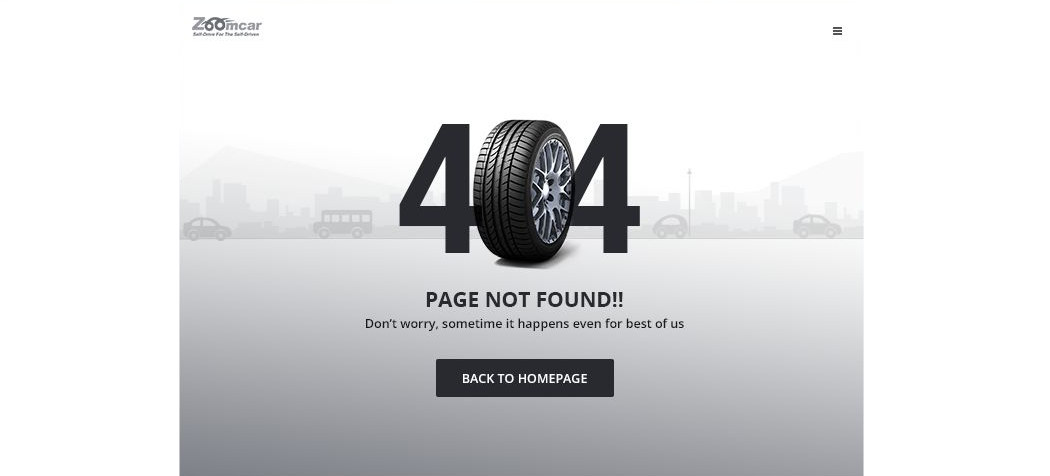 Zoomcar
Self-Drive For The Self-Driven
404
PAGE NOT FOUND!!
Don't worry, sometime it happens even for best of us
BACK TO HOMEPAGE